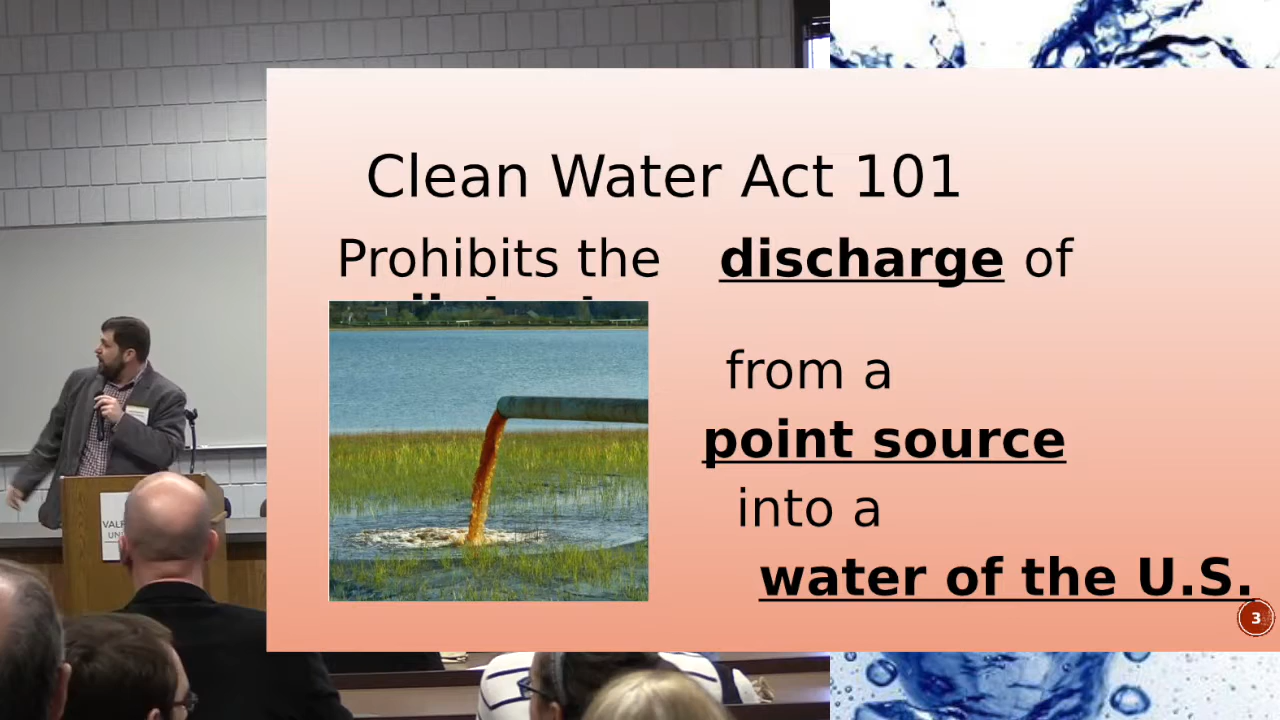 Clean Water Act 101
Prohibits the discharge of
from a
point source
into a
water of the U.S.
3